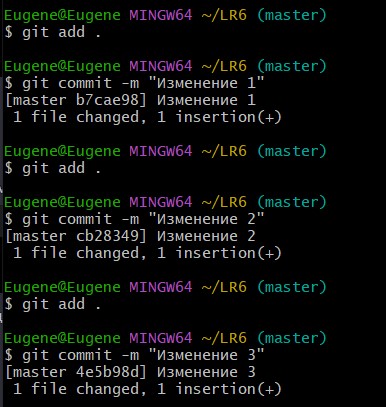 Eugene@Eugene MINGW64 ~/LR6 (master)
$ git add .
Eugene@Eugene MINGW64 ~/LR6 (master)
$ git commit -m "Изменение 1"
[master b7cae98] Изменение 1
1 file changed, 1 insertion(+)
Eugene@Eugene MINGW64 ~/LR6 (master)
$ git add .
Eugene@Eugene MINGW64 ~/LR6 (master)
$ git commit -m "Изменение 2"
[master cb28349] Изменение 2
1 file changed, 1 insertion(+)
Eugene@Eugene MINGW64 ~/LR6 (master)
$ git add .
Eugene@Eugene MINGW64 ~/LR6 (master)
$ git commit -m "Изменение 3"
[master 4e5b98d] Изменение 3
1 file changed, 1 insertion(+)